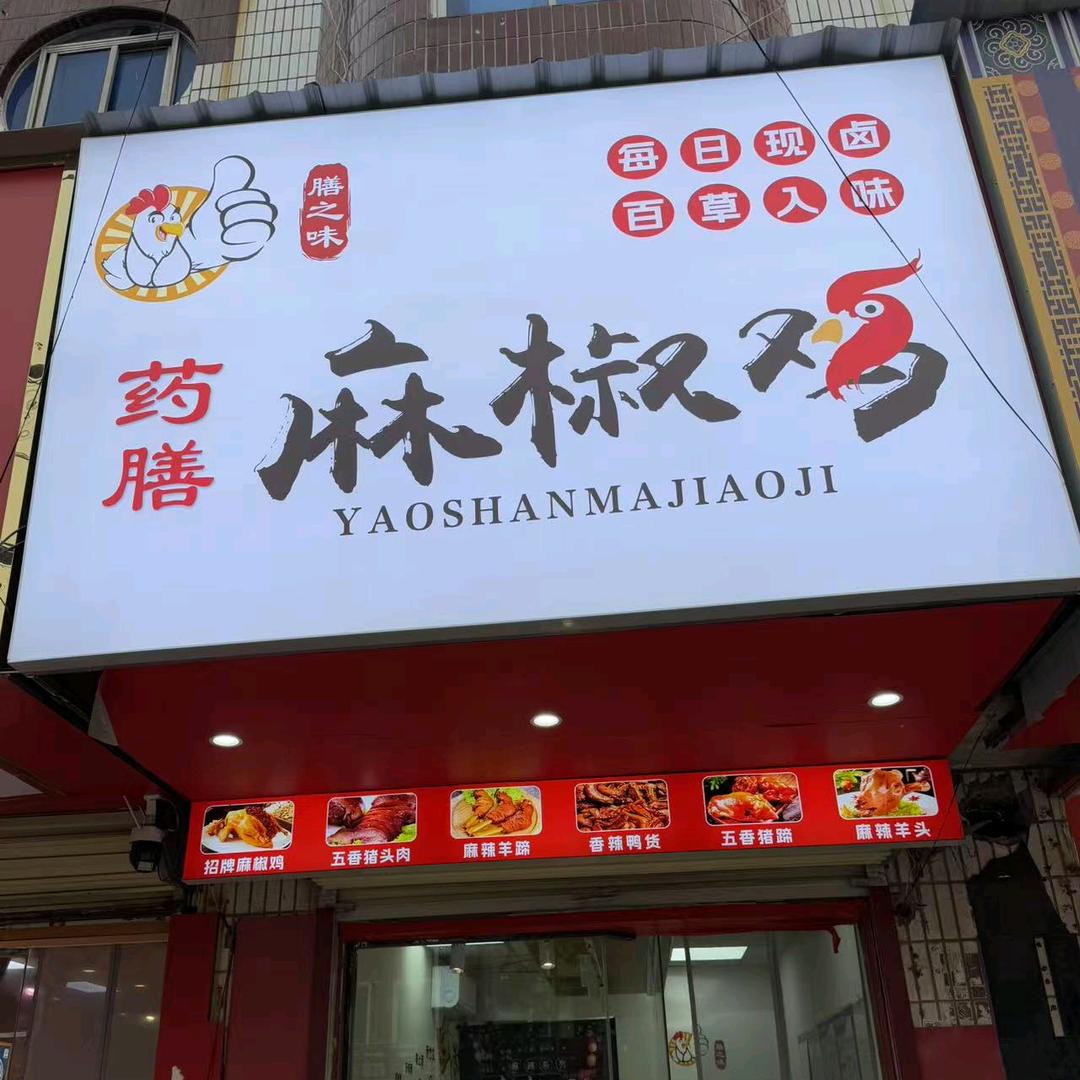 膳之味
每日现卤
百草入味
药膳
麻椒鸡
YAOSHANMAJIAOJI
招牌麻椒鸡
五香猪头肉
麻辣羊蹄
香辣鸭货
五香猪蹄
麻辣羊头